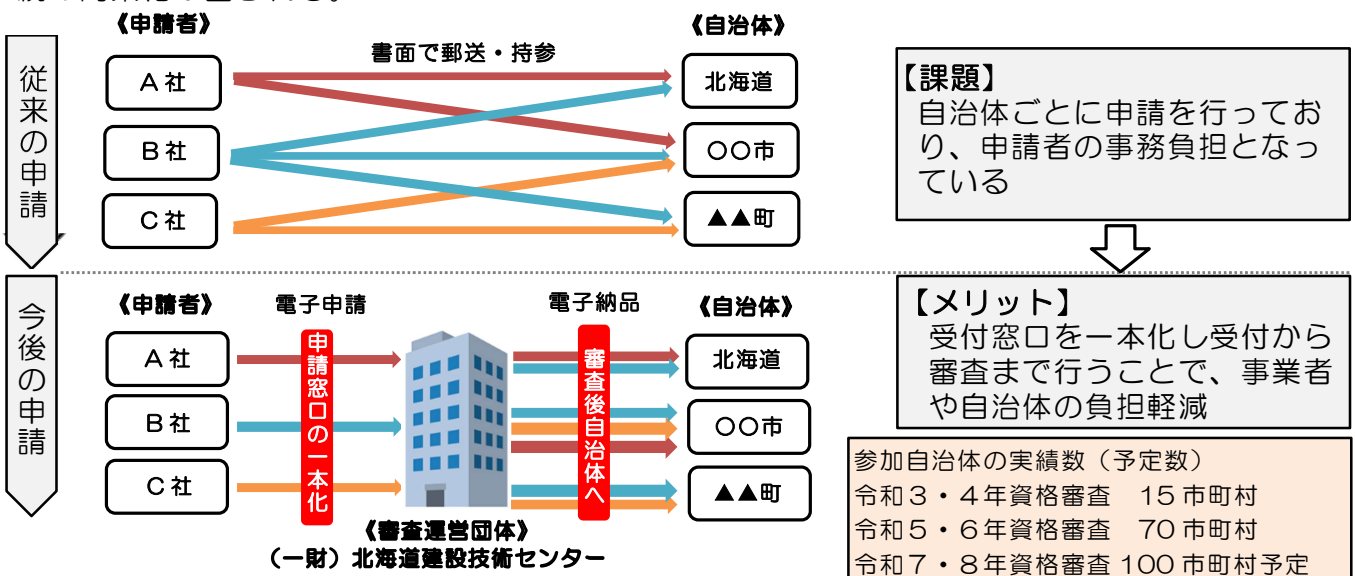 《申請者》
《自治体》
書面で郵送・持参
従来の申請
A社
B社
C社
北海道
〇〇市
▲▲町
【課題】
自治体ごとに申請を行ってお
り、申請者の事務負担となっ
ている
今後の申請
《申請者》
電子申請
電子納品
《自治体》
A社
B社
C社
申請窓口の一本化
審査後自治体へ
北海道
〇〇市
▲▲町
《審査運営団体》
（一財）北海道建設技術センター
【メリット】
受付窓口を一本化し受付から
審査まで行うことで、事業者
や自治体の負担軽減
参加自治体の実績数（予定数）
令和３・４年資格審査　15市町村
令和５・６年資格審査　70市町村
令和７・８年資格審査 100市町村予定